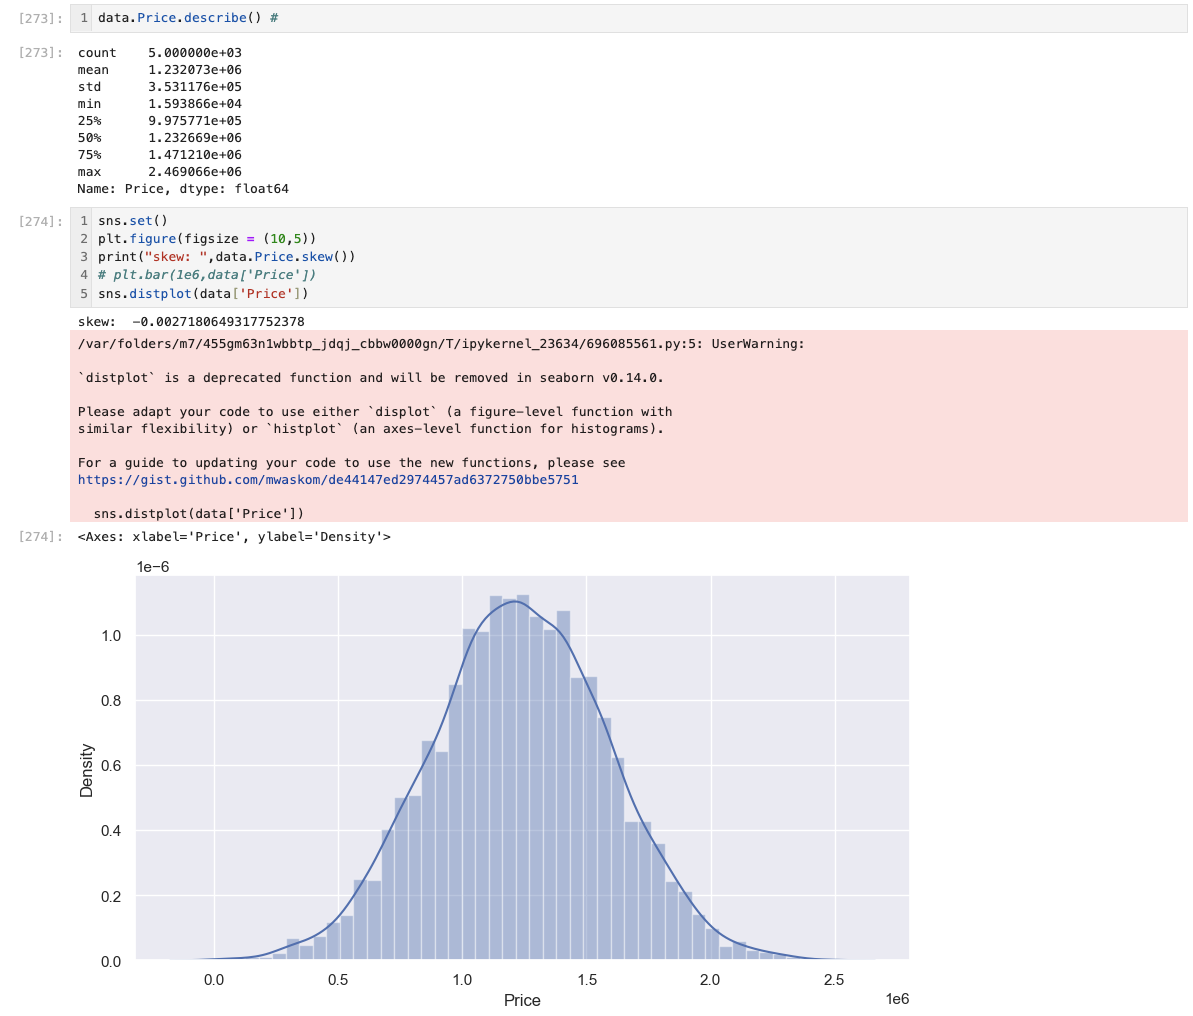 [273]: 1 data.Price.describe() #
[273]: count 5.000000e+03
mean 1.232073e+06
std 3.531176e+05
min 1.593866e+04
25% 9.975771e+05
50% 1.232669e+06
75% 1.471210e+06
max 2.469066e+06
Name: Price, dtype: float64
[274]: 1 sns.set()
2 plt.figure(figsize = (10,5))
3 print("skew: ",data.Price.skew())
4 # plt.bar(1e6,data['Price'])
5 sns.distplot(data['Price'])
skew:  -0.0027180649317752378
/var/folders/m7/455gm63n1wbbtp_jdqj_cbbw0000gn/T/ipykernel_23634/696085561.py:5: UserWarning:
`distplot` is a deprecated function and will be removed in seaborn v0.14.0.
Please adapt your code to use either `displot` (a figure-level function with
similar flexibility) or `histplot` (an axes-level function for histograms).
For a guide to updating your code to use the new functions, please see
https://gist.github.com/mwaskom/de44147ed2974457ad6372750bbe5751
sns.distplot(data['Price'])
[274]: <Axes: xlabel='Price', ylabel='Density'>
1e-6
1.0
0.8
0.6
0.4
0.2
0.0
Density
0.0 0.5 1.0 1.5 2.0 2.5
Price
1e6